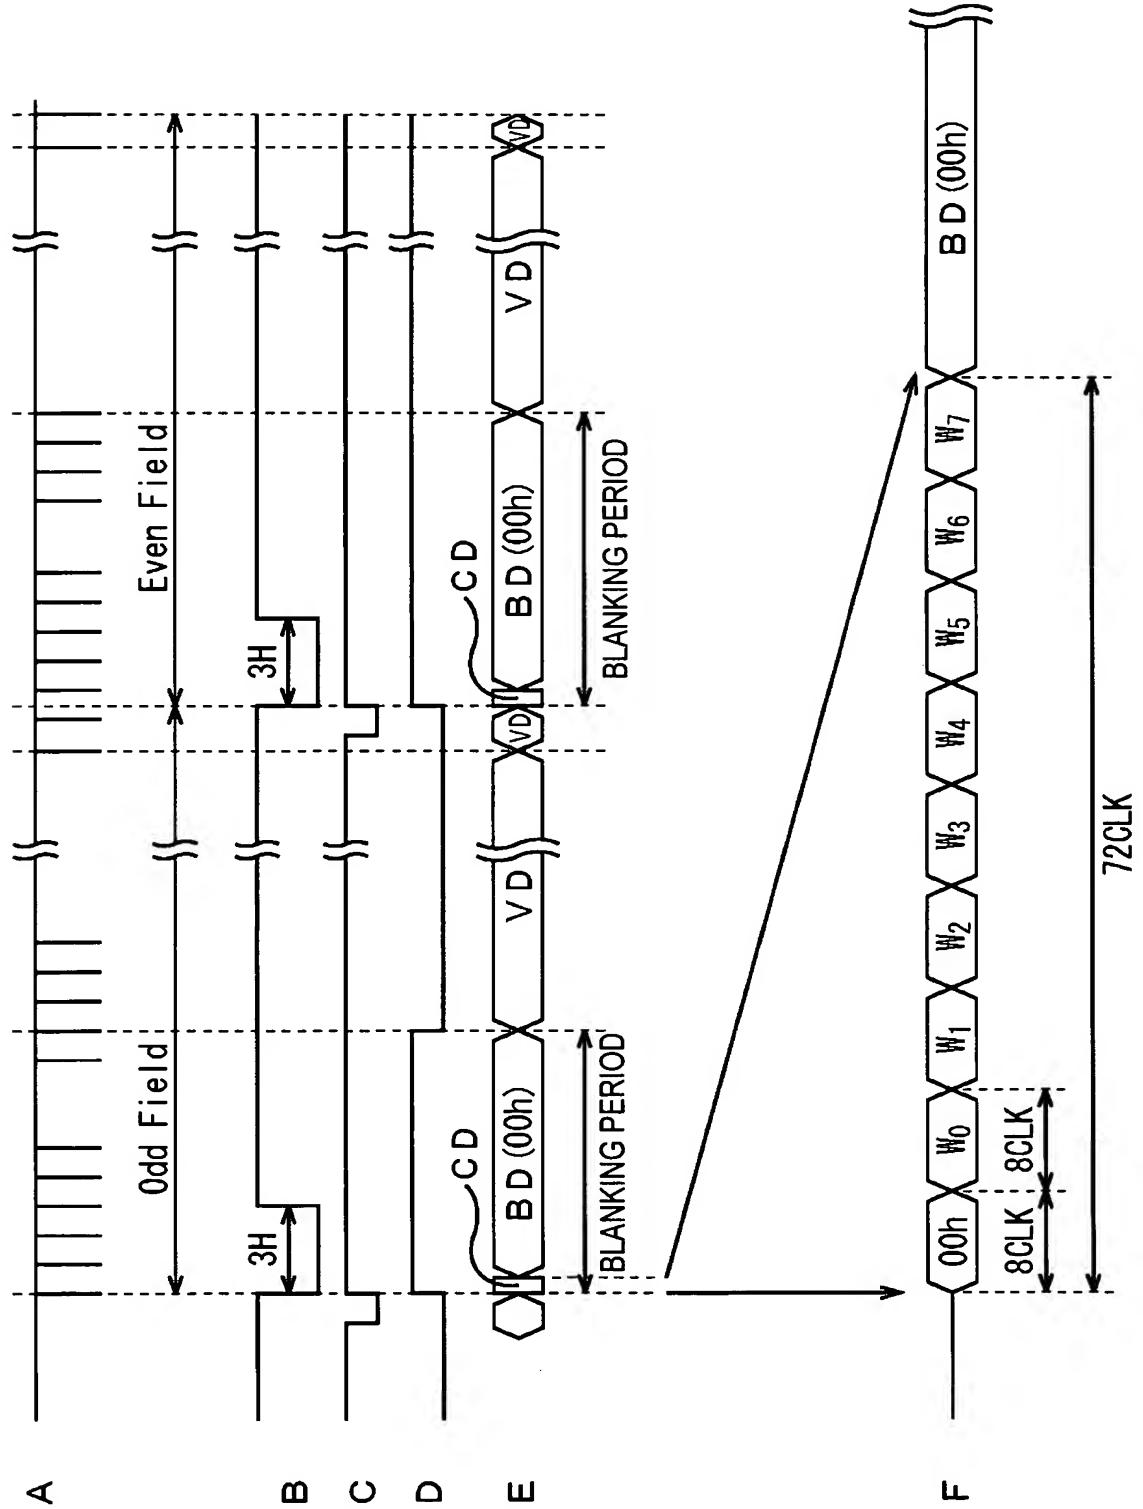 A
Odd Field
Even Field
B
3H
3H
C
D
CD
CD
E
BD (00h)
VD
VD
BD (00h)
VD
VD
BLANKING PERIOD
BLANKING PERIOD
F
00h
W0
W1
W2
W3
W4
W5
W6
W7
BD (00h)
8CLK
8CLK
72CLK